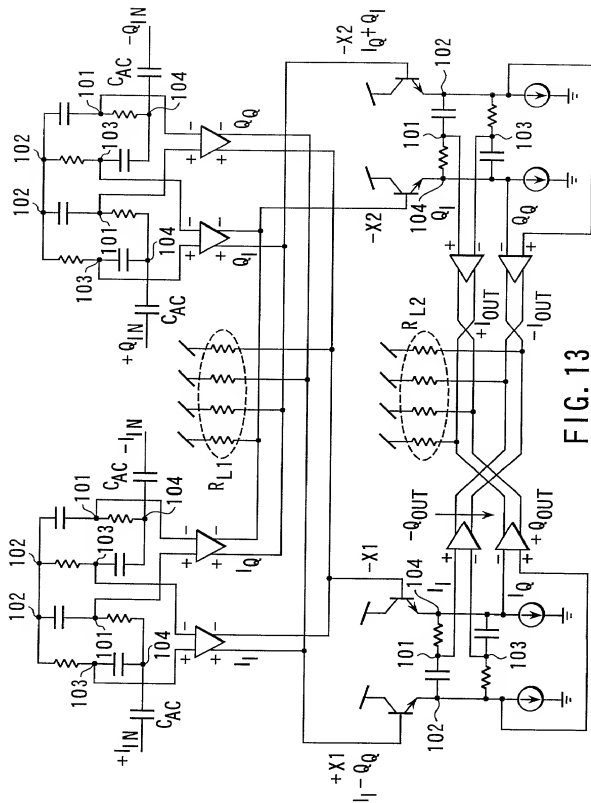 102 102 102 102
101 101
C_AC -I_IN C_AC -Q_IN
103 103 103 103
104 104
101 104 101 104
+I_IN C_AC +Q_IN C_AC
+ - + - + - + -
I_I I_Q Q_I Q_Q
R_L1
+X1 -X1 -X2 -X2
I_I - Q_Q I_Q + Q_I
101 104 I_I 101 102
102 104 Q_I
103 103
I_Q Q_Q
R_L2
-Q_OUT +I_OUT
+Q_OUT -I_OUT
+ - - + + - - +
FIG. 13